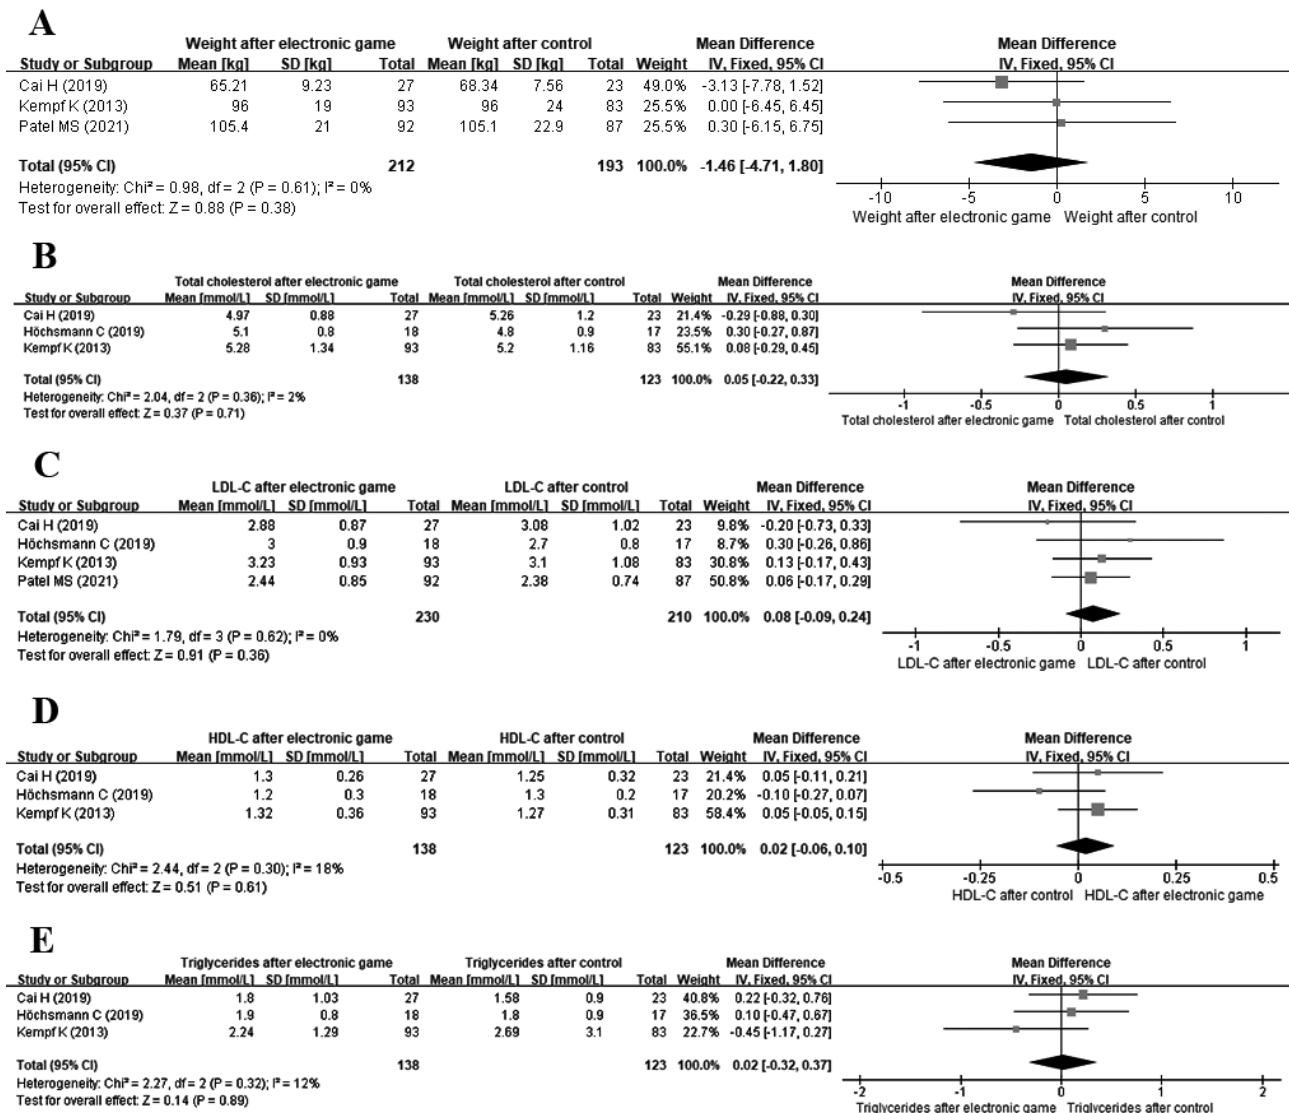 A
Weight after electronic game Weight after control Mean Difference Mean Difference
Study or Subgroup Mean [kg] SD [kg] Total Mean [kg] SD [kg] Total Weight IV, Fixed, 95% CI IV, Fixed, 95% CI
Cai H (2019) 65.21 9.23 27 68.34 7.56 23 49.0% -3.13 [-7.78, 1.52]
Kempf K (2013) 96 19 93 96 24 83 25.5% 0.00 [-6.45, 6.45]
Patel MS (2021) 105.4 21 92 105.1 22.9 87 25.5% 0.30 [-6.15, 6.75]
Total (95% CI) 212 193 100.0% -1.46 [-4.71, 1.80]
Heterogeneity: Chi² = 0.98, df = 2 (P = 0.61); I² = 0%
Test for overall effect: Z = 0.88 (P = 0.38)
-10 -5 0 5 10
Weight after electronic game Weight after control
B
Total cholesterol after electronic game Total cholesterol after control Mean Difference Mean Difference
Study or Subgroup Mean [mmol/L] SD [mmol/L] Total Mean [mmol/L] SD [mmol/L] Total Weight IV, Fixed, 95% CI IV, Fixed, 95% CI
Cai H (2019) 4.97 0.88 27 5.26 1.2 23 21.4% -0.29 [-0.88, 0.30]
Höchsmann C (2019) 5.1 0.8 18 4.8 0.9 17 23.5% 0.30 [-0.27, 0.87]
Kempf K (2013) 5.28 1.34 93 5.2 1.16 83 55.1% 0.08 [-0.29, 0.45]
Total (95% CI) 138 123 100.0% 0.05 [-0.22, 0.33]
Heterogeneity: Chi² = 2.04, df = 2 (P = 0.36); I² = 2%
Test for overall effect: Z = 0.37 (P = 0.71)
-1 -0.5 0 0.5 1
Total cholesterol after electronic game Total cholesterol after control
C
LDL-C after electronic game LDL-C after control Mean Difference Mean Difference
Study or Subgroup Mean [mmol/L] SD [mmol/L] Total Mean [mmol/L] SD [mmol/L] Total Weight IV, Fixed, 95% CI IV, Fixed, 95% CI
Cai H (2019) 2.88 0.87 27 3.08 1.02 23 9.8% -0.20 [-0.73, 0.33]
Höchsmann C (2019) 3 0.9 18 2.7 0.8 17 8.7% 0.30 [-0.26, 0.86]
Kempf K (2013) 3.23 0.93 93 3.1 1.08 83 30.8% 0.13 [-0.17, 0.43]
Patel MS (2021) 2.44 0.85 92 2.38 0.74 87 50.8% 0.06 [-0.17, 0.29]
Total (95% CI) 230 210 100.0% 0.08 [-0.09, 0.24]
Heterogeneity: Chi² = 1.79, df = 3 (P = 0.62); I² = 0%
Test for overall effect: Z = 0.91 (P = 0.36)
-1 -0.5 0 0.5 1
LDL-C after electronic game LDL-C after control
D
HDL-C after electronic game HDL-C after control Mean Difference Mean Difference
Study or Subgroup Mean [mmol/L] SD [mmol/L] Total Mean [mmol/L] SD [mmol/L] Total Weight IV, Fixed, 95% CI IV, Fixed, 95% CI
Cai H (2019) 1.3 0.26 27 1.25 0.32 23 21.4% 0.05 [-0.11, 0.21]
Höchsmann C (2019) 1.2 0.3 18 1.3 0.2 17 20.2% -0.10 [-0.27, 0.07]
Kempf K (2013) 1.32 0.36 93 1.27 0.31 83 58.4% 0.05 [-0.05, 0.15]
Total (95% CI) 138 123 100.0% 0.02 [-0.06, 0.10]
Heterogeneity: Chi² = 2.44, df = 2 (P = 0.30); I² = 18%
Test for overall effect: Z = 0.51 (P = 0.61)
-0.5 -0.25 0 0.25 0.5
HDL-C after control HDL-C after electronic game
E
Triglycerides after electronic game Triglycerides after control Mean Difference Mean Difference
Study or Subgroup Mean [mmol/L] SD [mmol/L] Total Mean [mmol/L] SD [mmol/L] Total Weight IV, Fixed, 95% CI IV, Fixed, 95% CI
Cai H (2019) 1.8 1.03 27 1.58 0.9 23 40.8% 0.22 [-0.32, 0.76]
Höchsmann C (2019) 1.9 0.8 18 1.8 0.9 17 36.5% 0.10 [-0.47, 0.67]
Kempf K (2013) 2.24 1.29 93 2.69 3.1 83 22.7% -0.45 [-1.17, 0.27]
Total (95% CI) 138 123 100.0% 0.02 [-0.32, 0.37]
Heterogeneity: Chi² = 2.27, df = 2 (P = 0.32); I² = 12%
Test for overall effect: Z = 0.14 (P = 0.89)
-2 -1 0 1 2
Triglycerides after electronic game Triglycerides after control